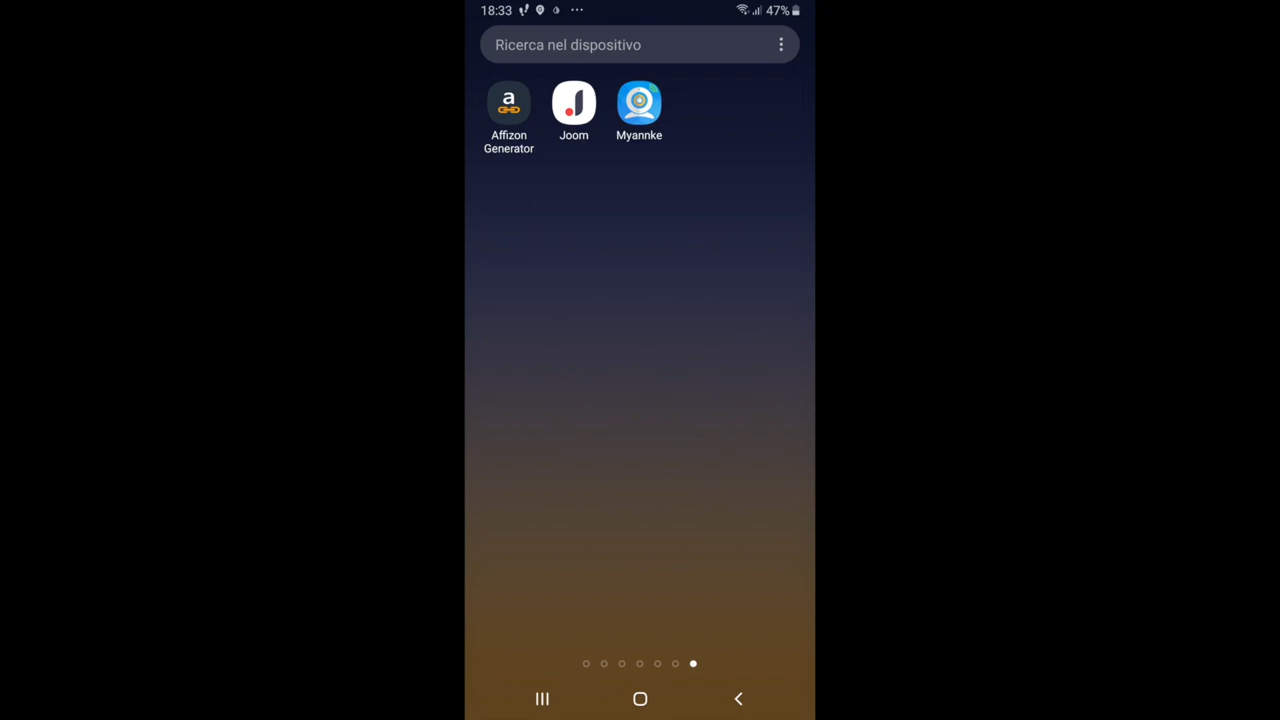 18:33
47%
Ricerca nel dispositivo
a
Affizon
Generator
Joom
Myannke